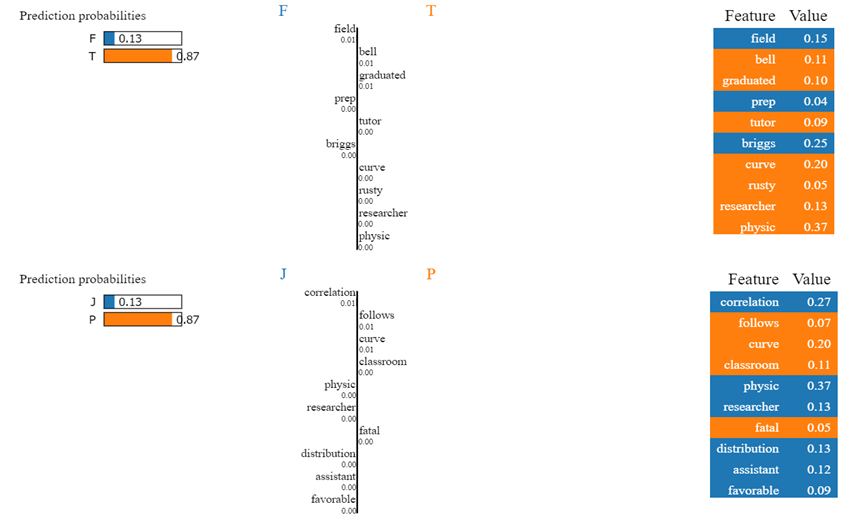 Prediction probabilities
F 0.13
T 0.87
F T
field
0.01
bell
0.01
graduated
0.01
prep
0.00
tutor
0.00
briggs
0.00
curve
0.00
rusty
0.00
researcher
0.00
physic
0.00
Feature Value
field 0.15
bell 0.11
graduated 0.10
prep 0.04
tutor 0.09
briggs 0.25
curve 0.20
rusty 0.05
researcher 0.13
physic 0.37
Prediction probabilities
J 0.13
P 0.87
J P
correlation
0.01
follows
0.01
curve
0.01
classroom
0.00
physic
0.00
researcher
0.00
fatal
0.00
distribution
0.00
assistant
0.00
favorable
0.00
Feature Value
correlation 0.27
follows 0.07
curve 0.20
classroom 0.11
physic 0.37
researcher 0.13
fatal 0.05
distribution 0.13
assistant 0.12
favorable 0.09